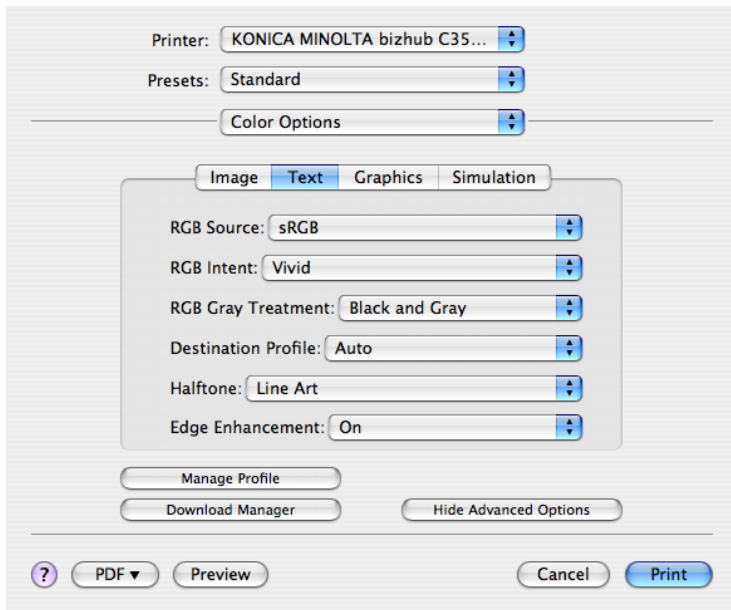 Printer: KONICA MINOLTA bizhub C35...
Presets: Standard
Color Options
Image Text Graphics Simulation
RGB Source: sRGB
RGB Intent: Vivid
RGB Gray Treatment: Black and Gray
Destination Profile: Auto
Halftone: Line Art
Edge Enhancement: On
Manage Profile
Download Manager Hide Advanced Options
? PDF ▼ Preview Cancel Print